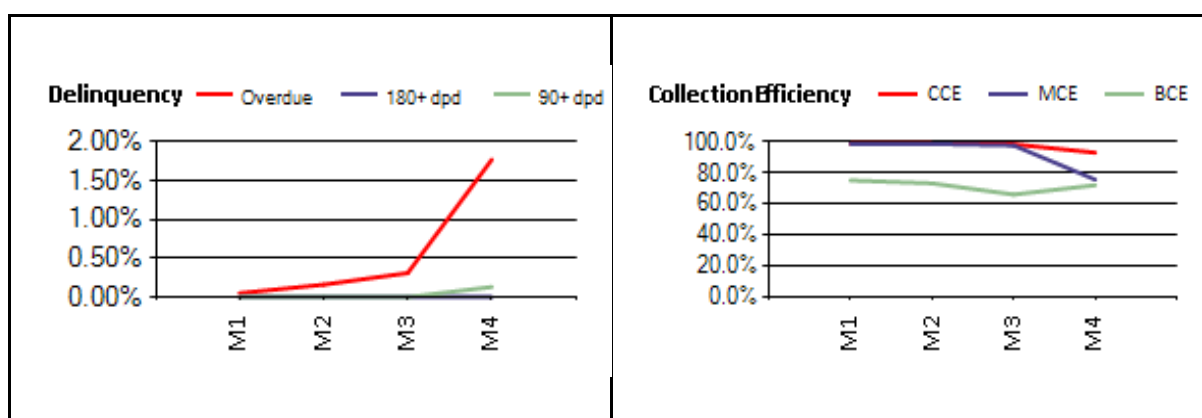 Delinquency Overdue 180+ dpd 90+ dpd
2.00%
1.50%
1.00%
0.50%
0.00%
M1 M2 M3 M4
Collection Efficiency CCE MCE BCE
100.0%
80.0%
60.0%
40.0%
20.0%
0.0%
M1 M2 M3 M4